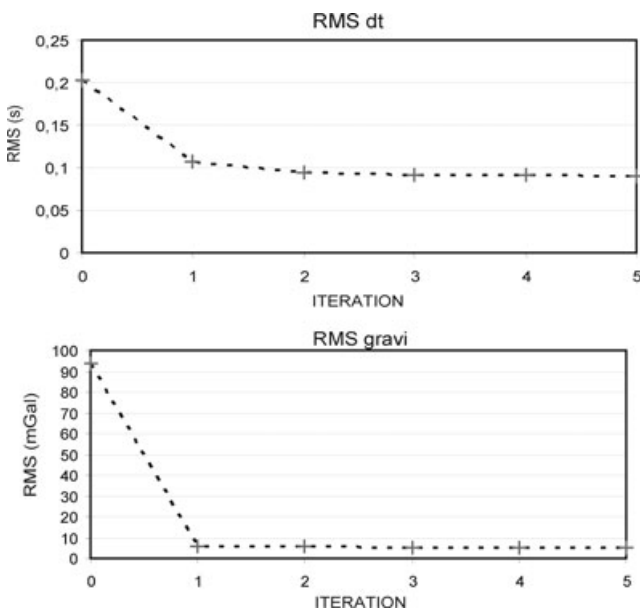 RMS dt
0,25
0,2
0,15
0,1
0,05
0
RMS (s)
0 1 2 3 4 5
ITERATION
RMS gravi
100
90
80
70
60
50
40
30
20
10
0
RMS (mGal)
0 1 2 3 4 5
ITERATION